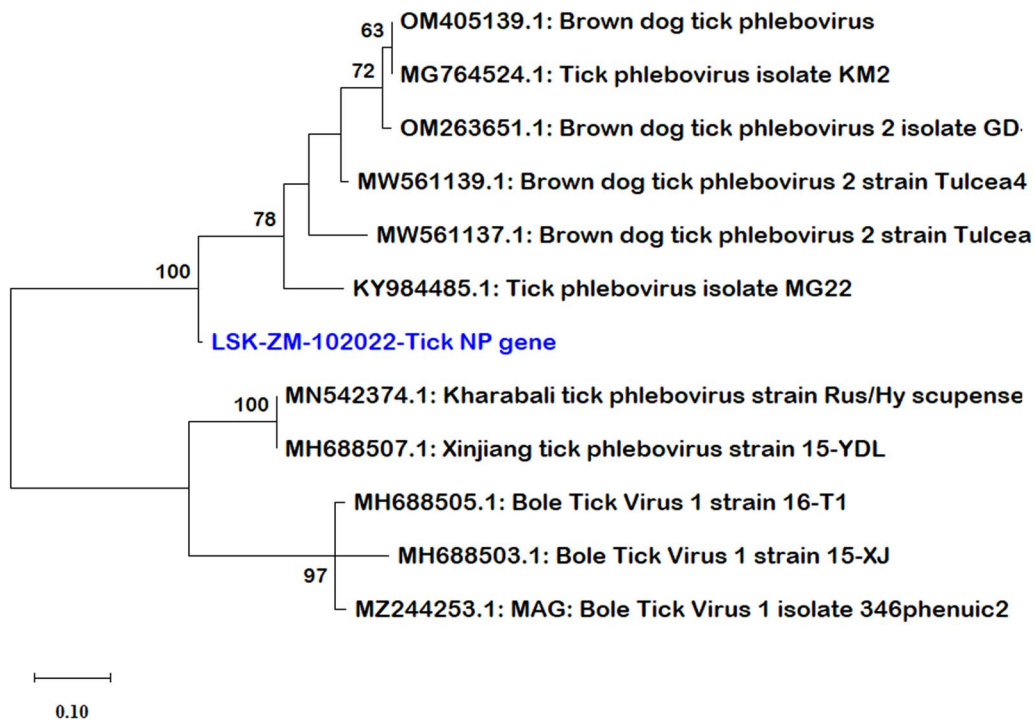 63
OM405139.1: Brown dog tick phlebovirus
MG764524.1: Tick phlebovirus isolate KM2
72
OM263651.1: Brown dog tick phlebovirus 2 isolate GD-
MW561139.1: Brown dog tick phlebovirus 2 strain Tulcea4
78
MW561137.1: Brown dog tick phlebovirus 2 strain Tulcea
100
KY984485.1: Tick phlebovirus isolate MG22
LSK-ZM-102022-Tick NP gene
100
MN542374.1: Kharabali tick phlebovirus strain Rus/Hy scupense
MH688507.1: Xinjiang tick phlebovirus strain 15-YDL
MH688505.1: Bole Tick Virus 1 strain 16-T1
MH688503.1: Bole Tick Virus 1 strain 15-XJ
97
MZ244253.1: MAG: Bole Tick Virus 1 isolate 346phenuic2
0.10